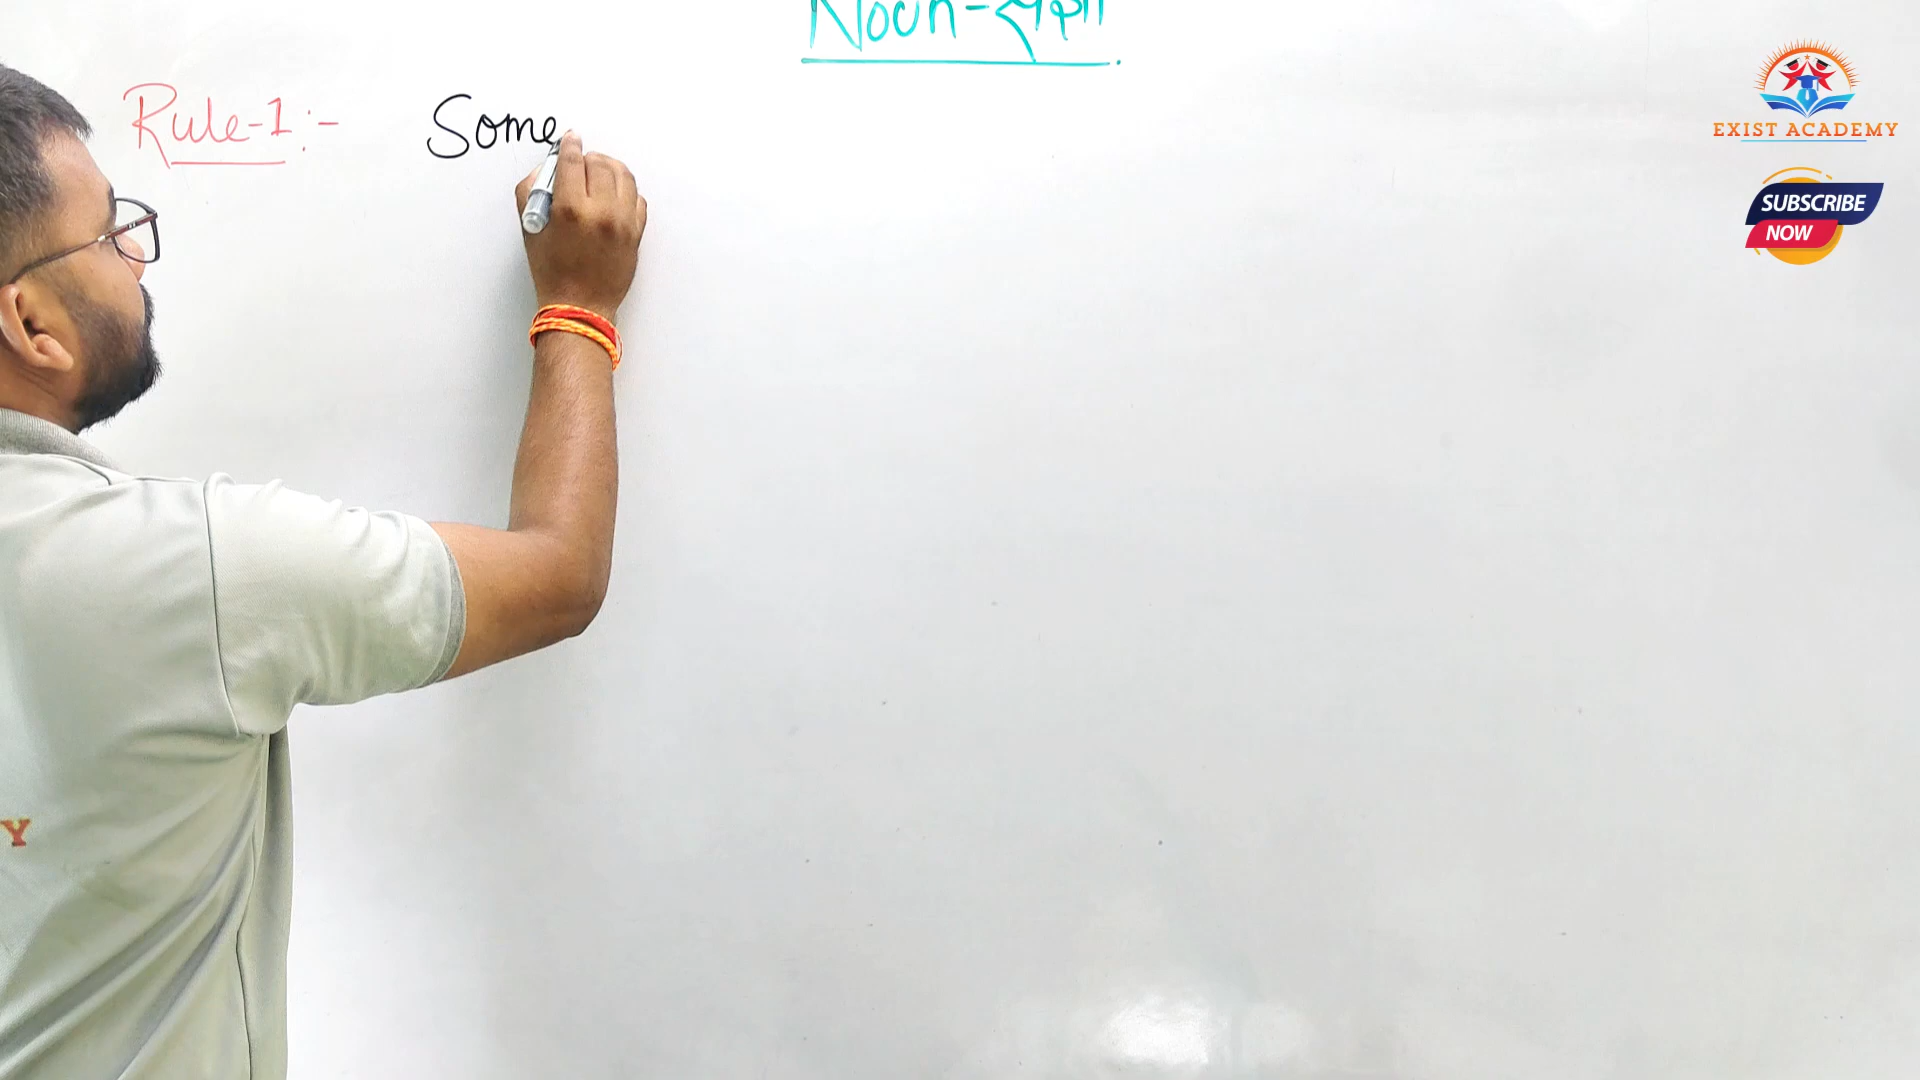 Noun-संज्ञा
Rule-1:- Some
EXIST ACADEMY
SUBSCRIBE
NOW
Y